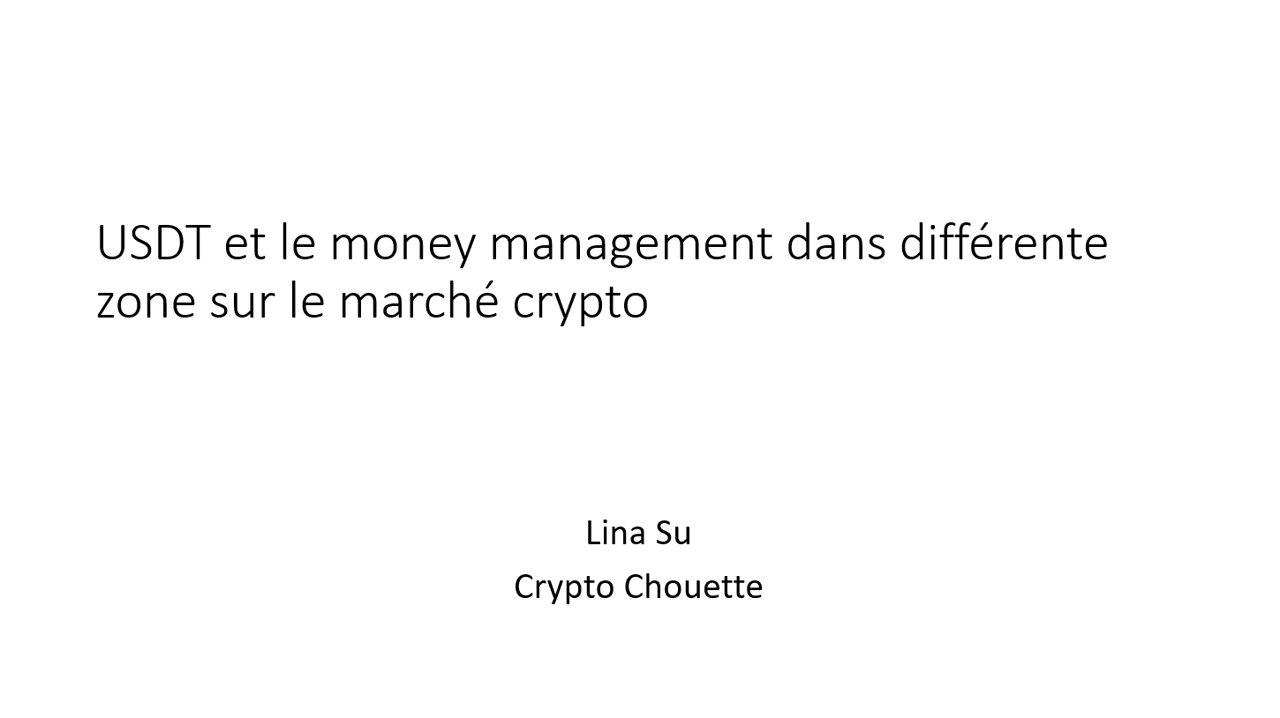 USDT et le money management dans différente
zone sur le marché crypto
Lina Su
Crypto Chouette